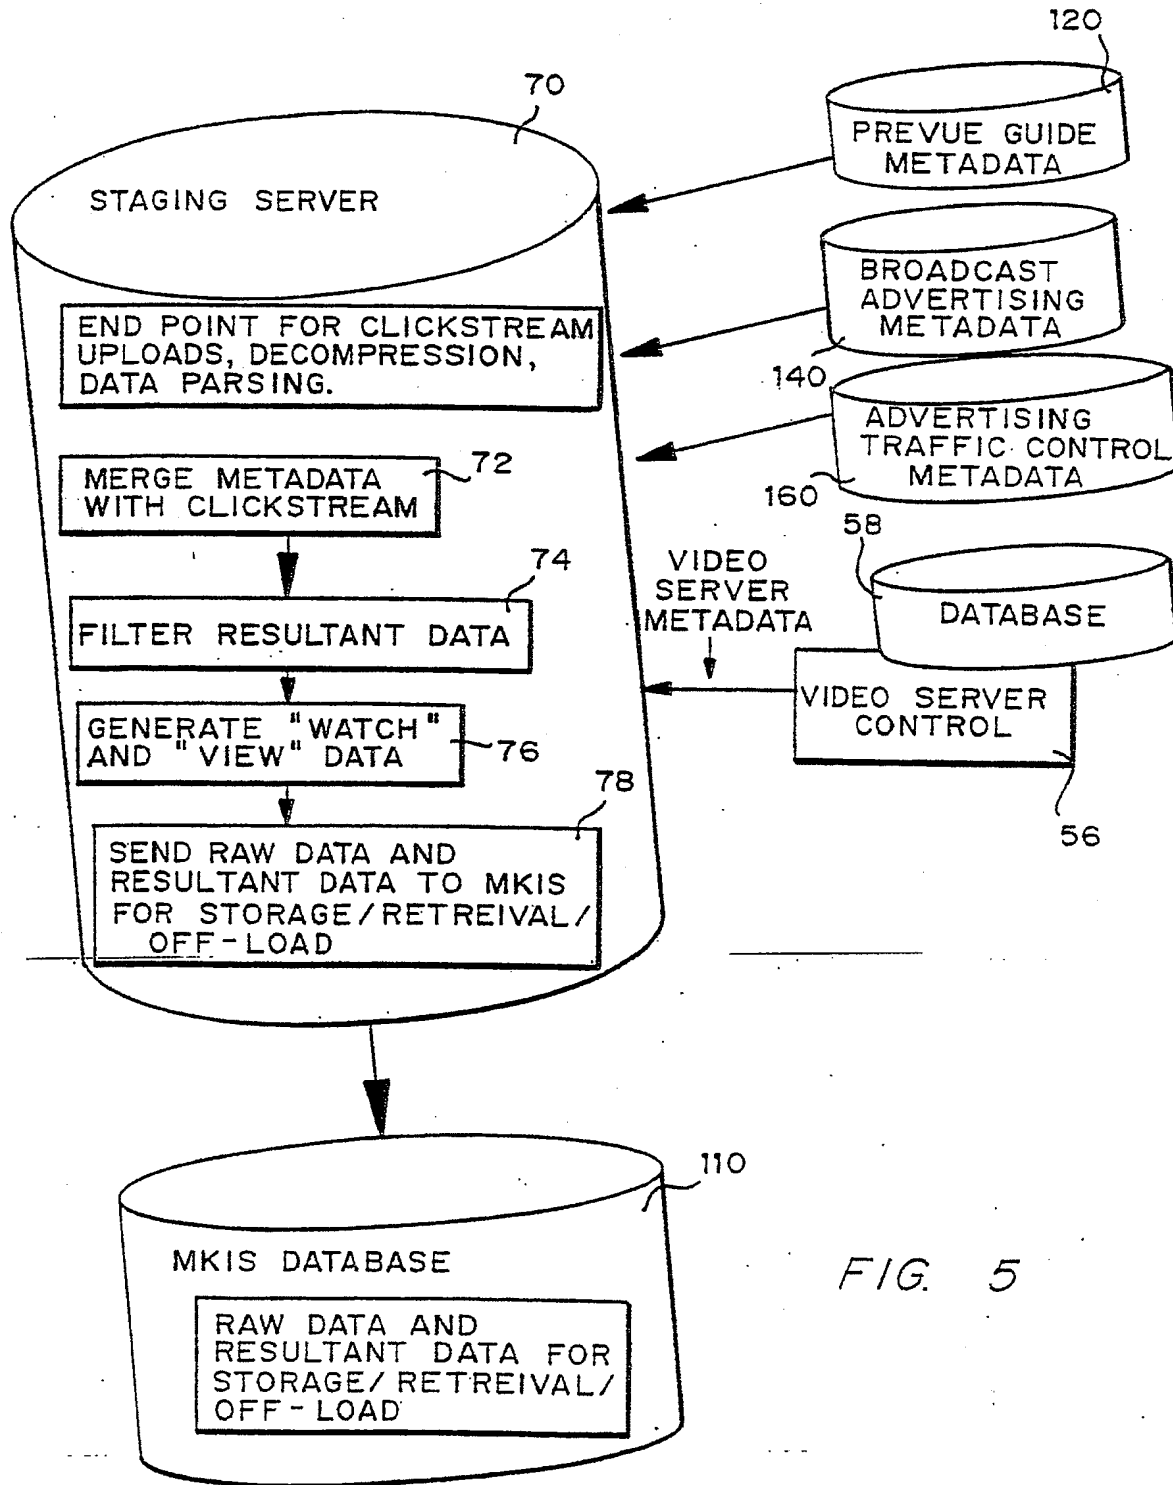 120
PREVUE GUIDE
METADATA
70
STAGING SERVER
BROADCAST
ADVERTISING
METADATA
140
END POINT FOR CLICKSTREAM
UPLOADS, DECOMPRESSION,
DATA PARSING.
ADVERTISING
TRAFFIC CONTROL
METADATA
160
MERGE METADATA
WITH CLICKSTREAM
72
58
DATABASE
VIDEO
SERVER
METADATA
74
FILTER RESULTANT DATA
VIDEO SERVER
CONTROL
56
GENERATE "WATCH"
AND "VIEW" DATA
76
78
SEND RAW DATA AND
RESULTANT DATA TO MKIS
FOR STORAGE/RETREIVAL/
OFF-LOAD
110
MKIS DATABASE
RAW DATA AND
RESULTANT DATA FOR
STORAGE/RETREIVAL/
OFF-LOAD
FIG. 5